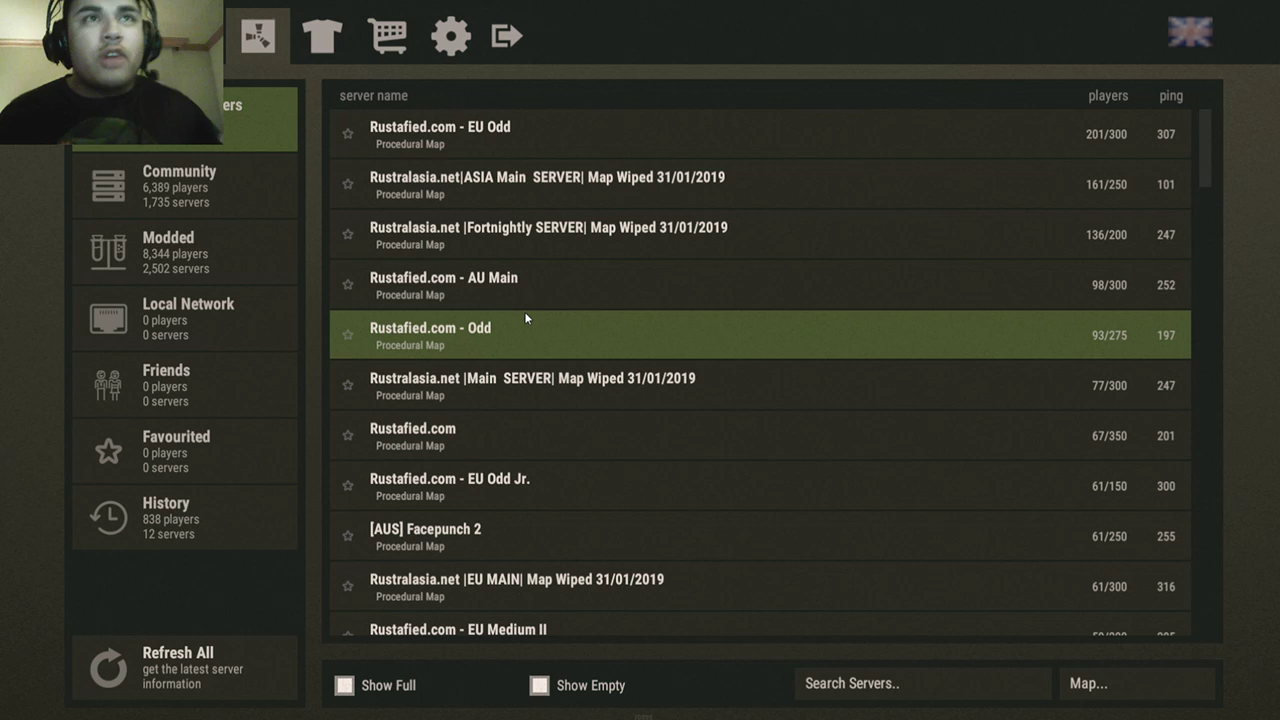 ers
Community
6,389 players
1,735 servers
Modded
8,344 players
2,502 servers
Local Network
0 players
0 servers
Friends
0 players
0 servers
Favourited
0 players
0 servers
History
838 players
12 servers
Refresh All
get the latest server
information
server name players ping
Rustafied.com - EU Odd
Procedural Map 201/300 307
Rustralasia.net|ASIA Main SERVER| Map Wiped 31/01/2019
Procedural Map 161/250 101
Rustralasia.net |Fortnightly SERVER| Map Wiped 31/01/2019
Procedural Map 136/200 247
Rustafied.com - AU Main
Procedural Map 98/300 252
Rustafied.com - Odd
Procedural Map 93/275 197
Rustralasia.net |Main SERVER| Map Wiped 31/01/2019
Procedural Map 77/300 247
Rustafied.com
Procedural Map 67/350 201
Rustafied.com - EU Odd Jr.
Procedural Map 61/150 300
[AUS] Facepunch 2
Procedural Map 61/250 255
Rustralasia.net |EU MAIN| Map Wiped 31/01/2019
Procedural Map 61/300 316
Rustafied.com - EU Medium II
Show Full Show Empty Search Servers.. Map...